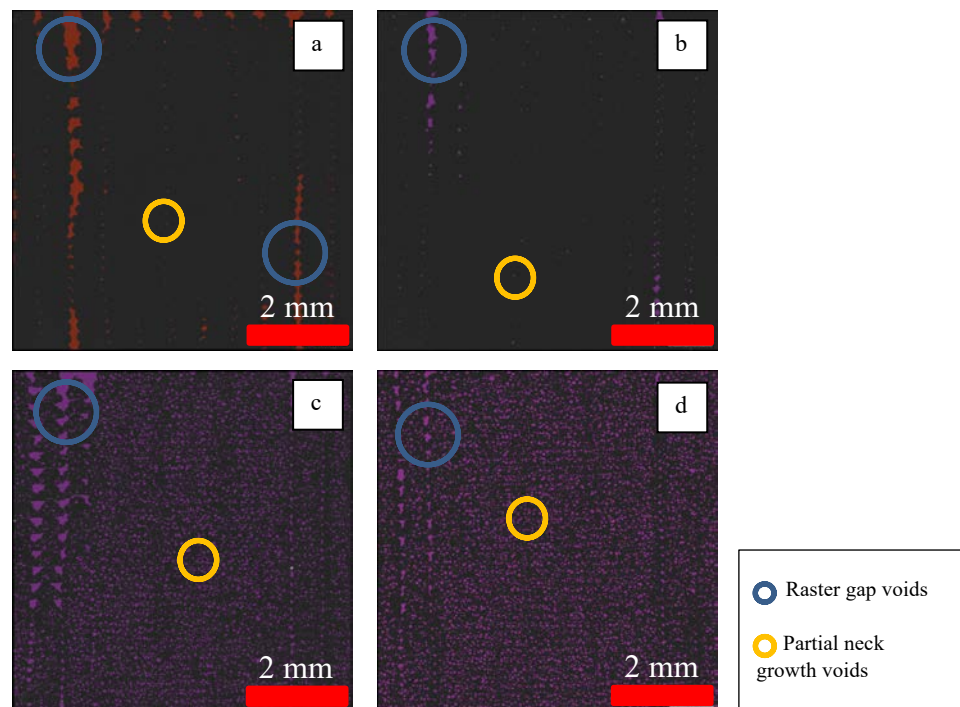 a
b
2 mm
2 mm
c
d
2 mm
2 mm
Raster gap voids
Partial neck
growth voids